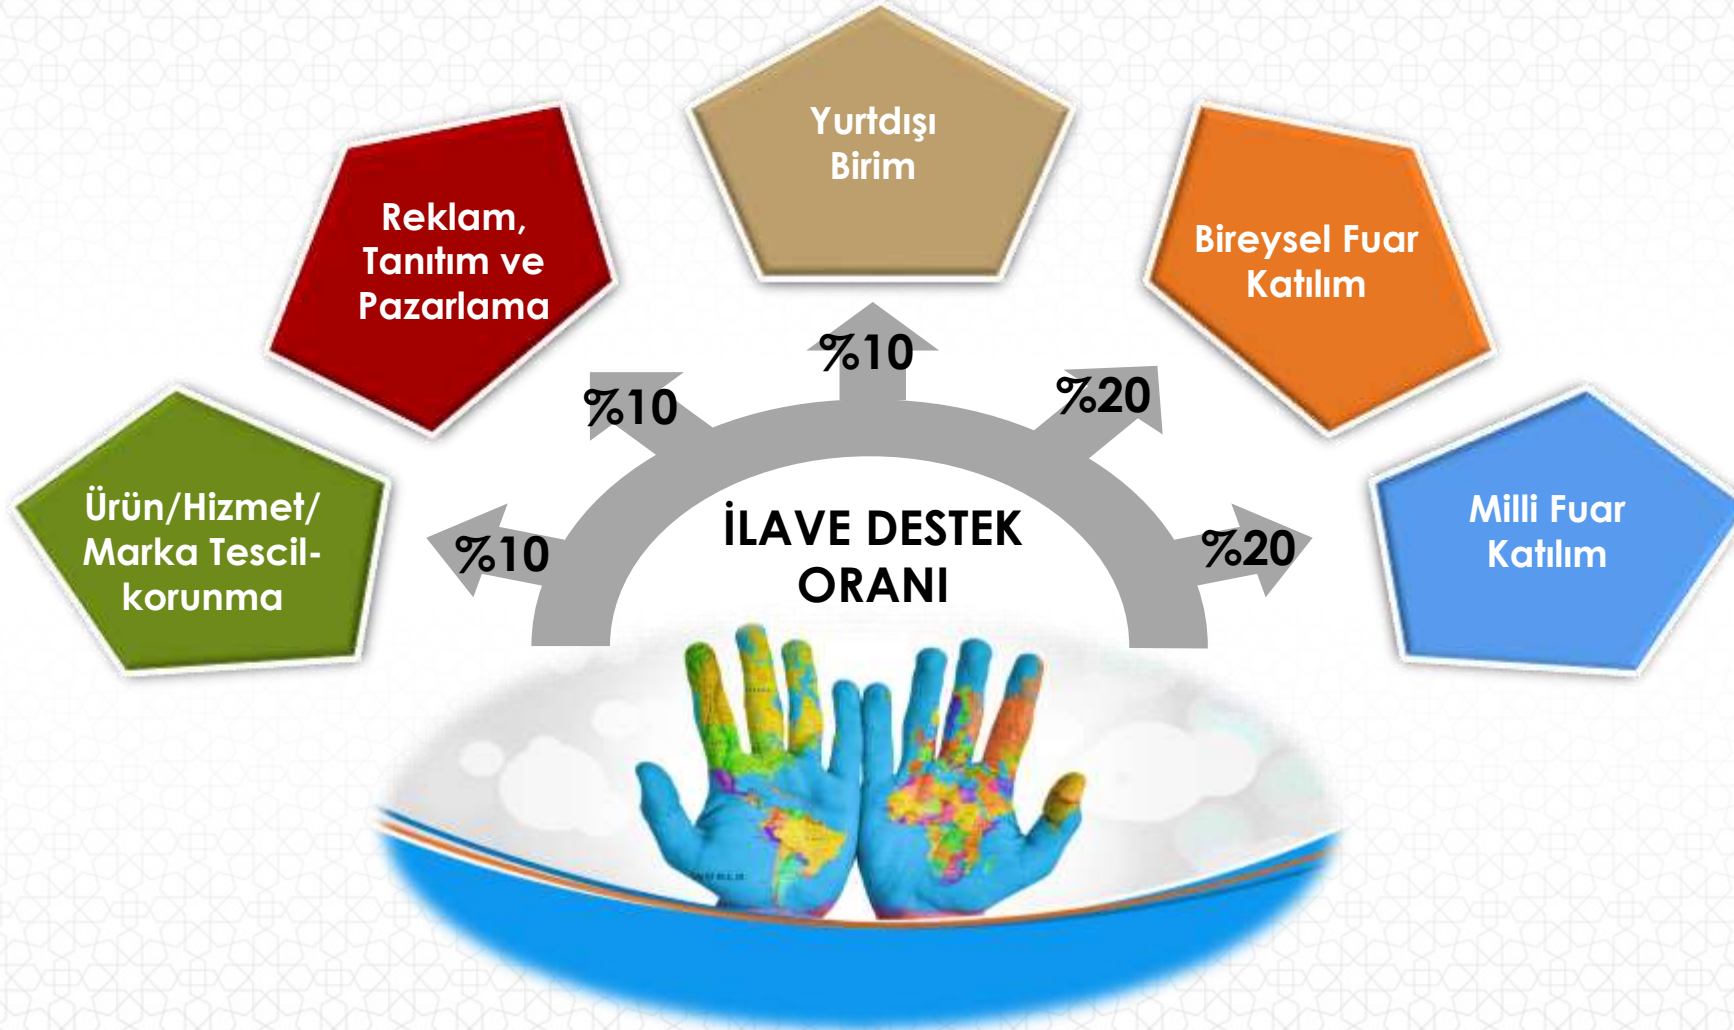 Yurtdışı
Birim
Reklam,
Tanıtım ve
Pazarlama
Bireysel Fuar
Katılım
%10
%10
%20
Ürün/Hizmet/
Marka Tescil-
korunma
%10
İLAVE DESTEK
ORANI
%20
Milli Fuar
Katılım